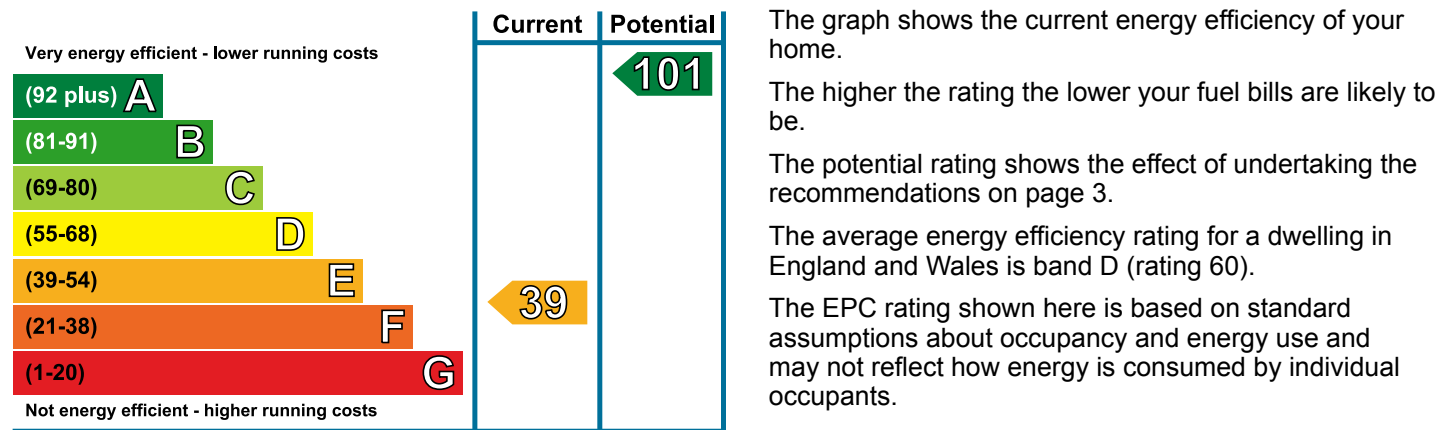 Current Potential
Very energy efficient - lower running costs
101
(92 plus) A
(81-91) B
(69-80) C
(55-68) D
(39-54) E
39
(21-38) F
(1-20) G
Not energy efficient - higher running costs
The graph shows the current energy efficiency of your
home.
The higher the rating the lower your fuel bills are likely to
be.
The potential rating shows the effect of undertaking the
recommendations on page 3.
The average energy efficiency rating for a dwelling in
England and Wales is band D (rating 60).
The EPC rating shown here is based on standard
assumptions about occupancy and energy use and
may not reflect how energy is consumed by individual
occupants.